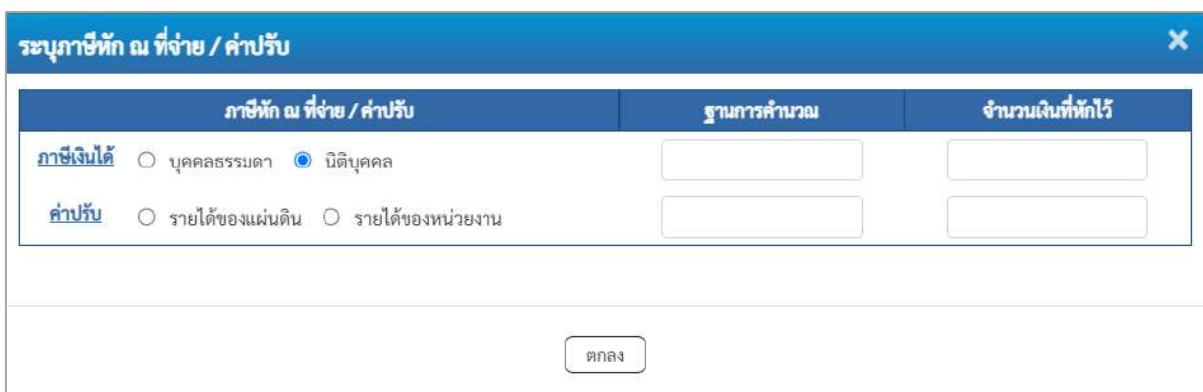 ระบุภาษีหัก ณ ที่จ่าย / ค่าปรับ
ภาษีหัก ณ ที่จ่าย / ค่าปรับ ฐานการคำนวณ จำนวนเงินที่หักไว้
ภาษีเงินได้ บุคคลธรรมดา นิติบุคคล
ค่าปรับ รายได้ของแผ่นดิน รายได้ของหน่วยงาน
ตกลง